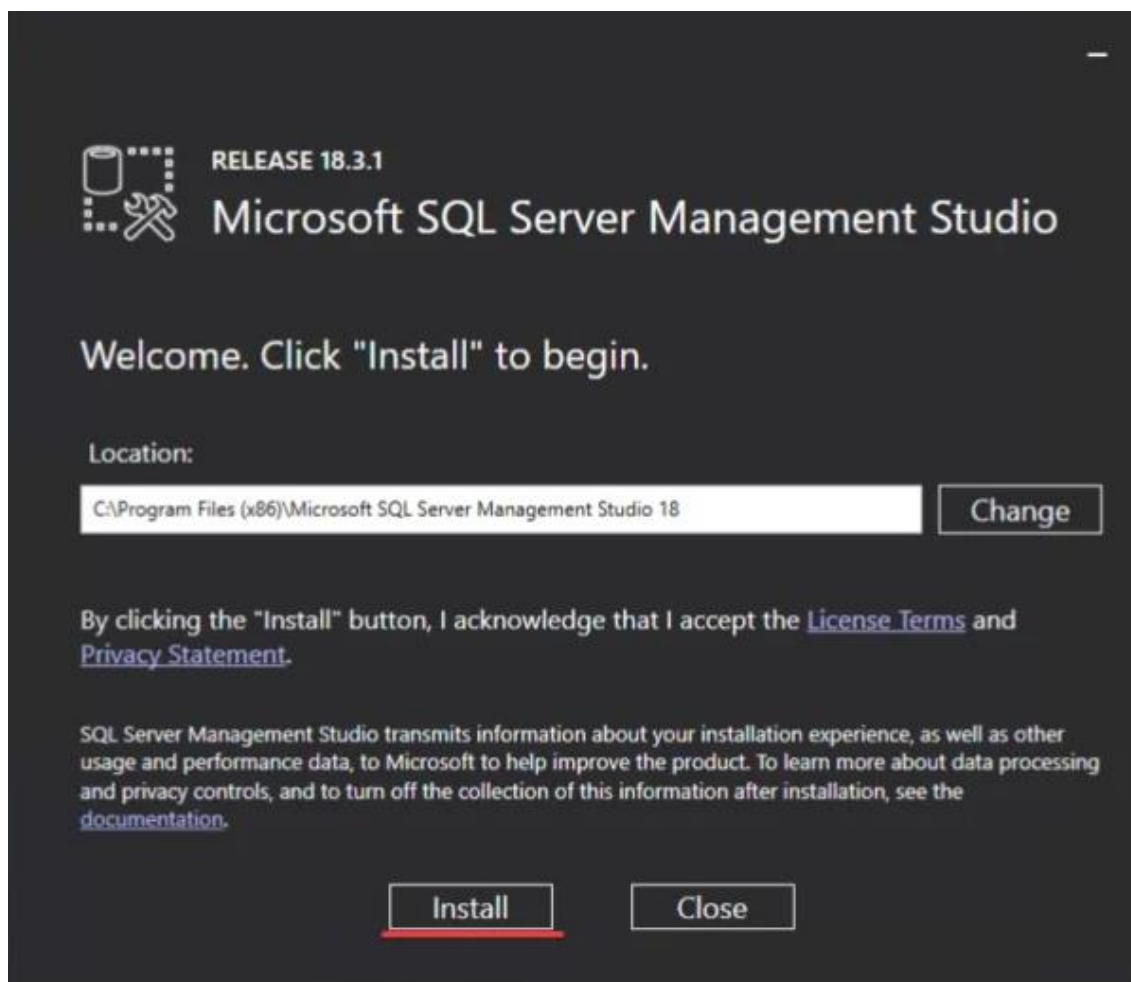 RELEASE 18.3.1
Microsoft SQL Server Management Studio
Welcome. Click "Install" to begin.
Location:
C:\Program Files (x86)\Microsoft SQL Server Management Studio 18
Change
By clicking the "Install" button, I acknowledge that I accept the License Terms and
Privacy Statement.
SQL Server Management Studio transmits information about your installation experience, as well as other
usage and performance data, to Microsoft to help improve the product. To learn more about data processing
and privacy controls, and to turn off the collection of this information after installation, see the
documentation.
Install
Close